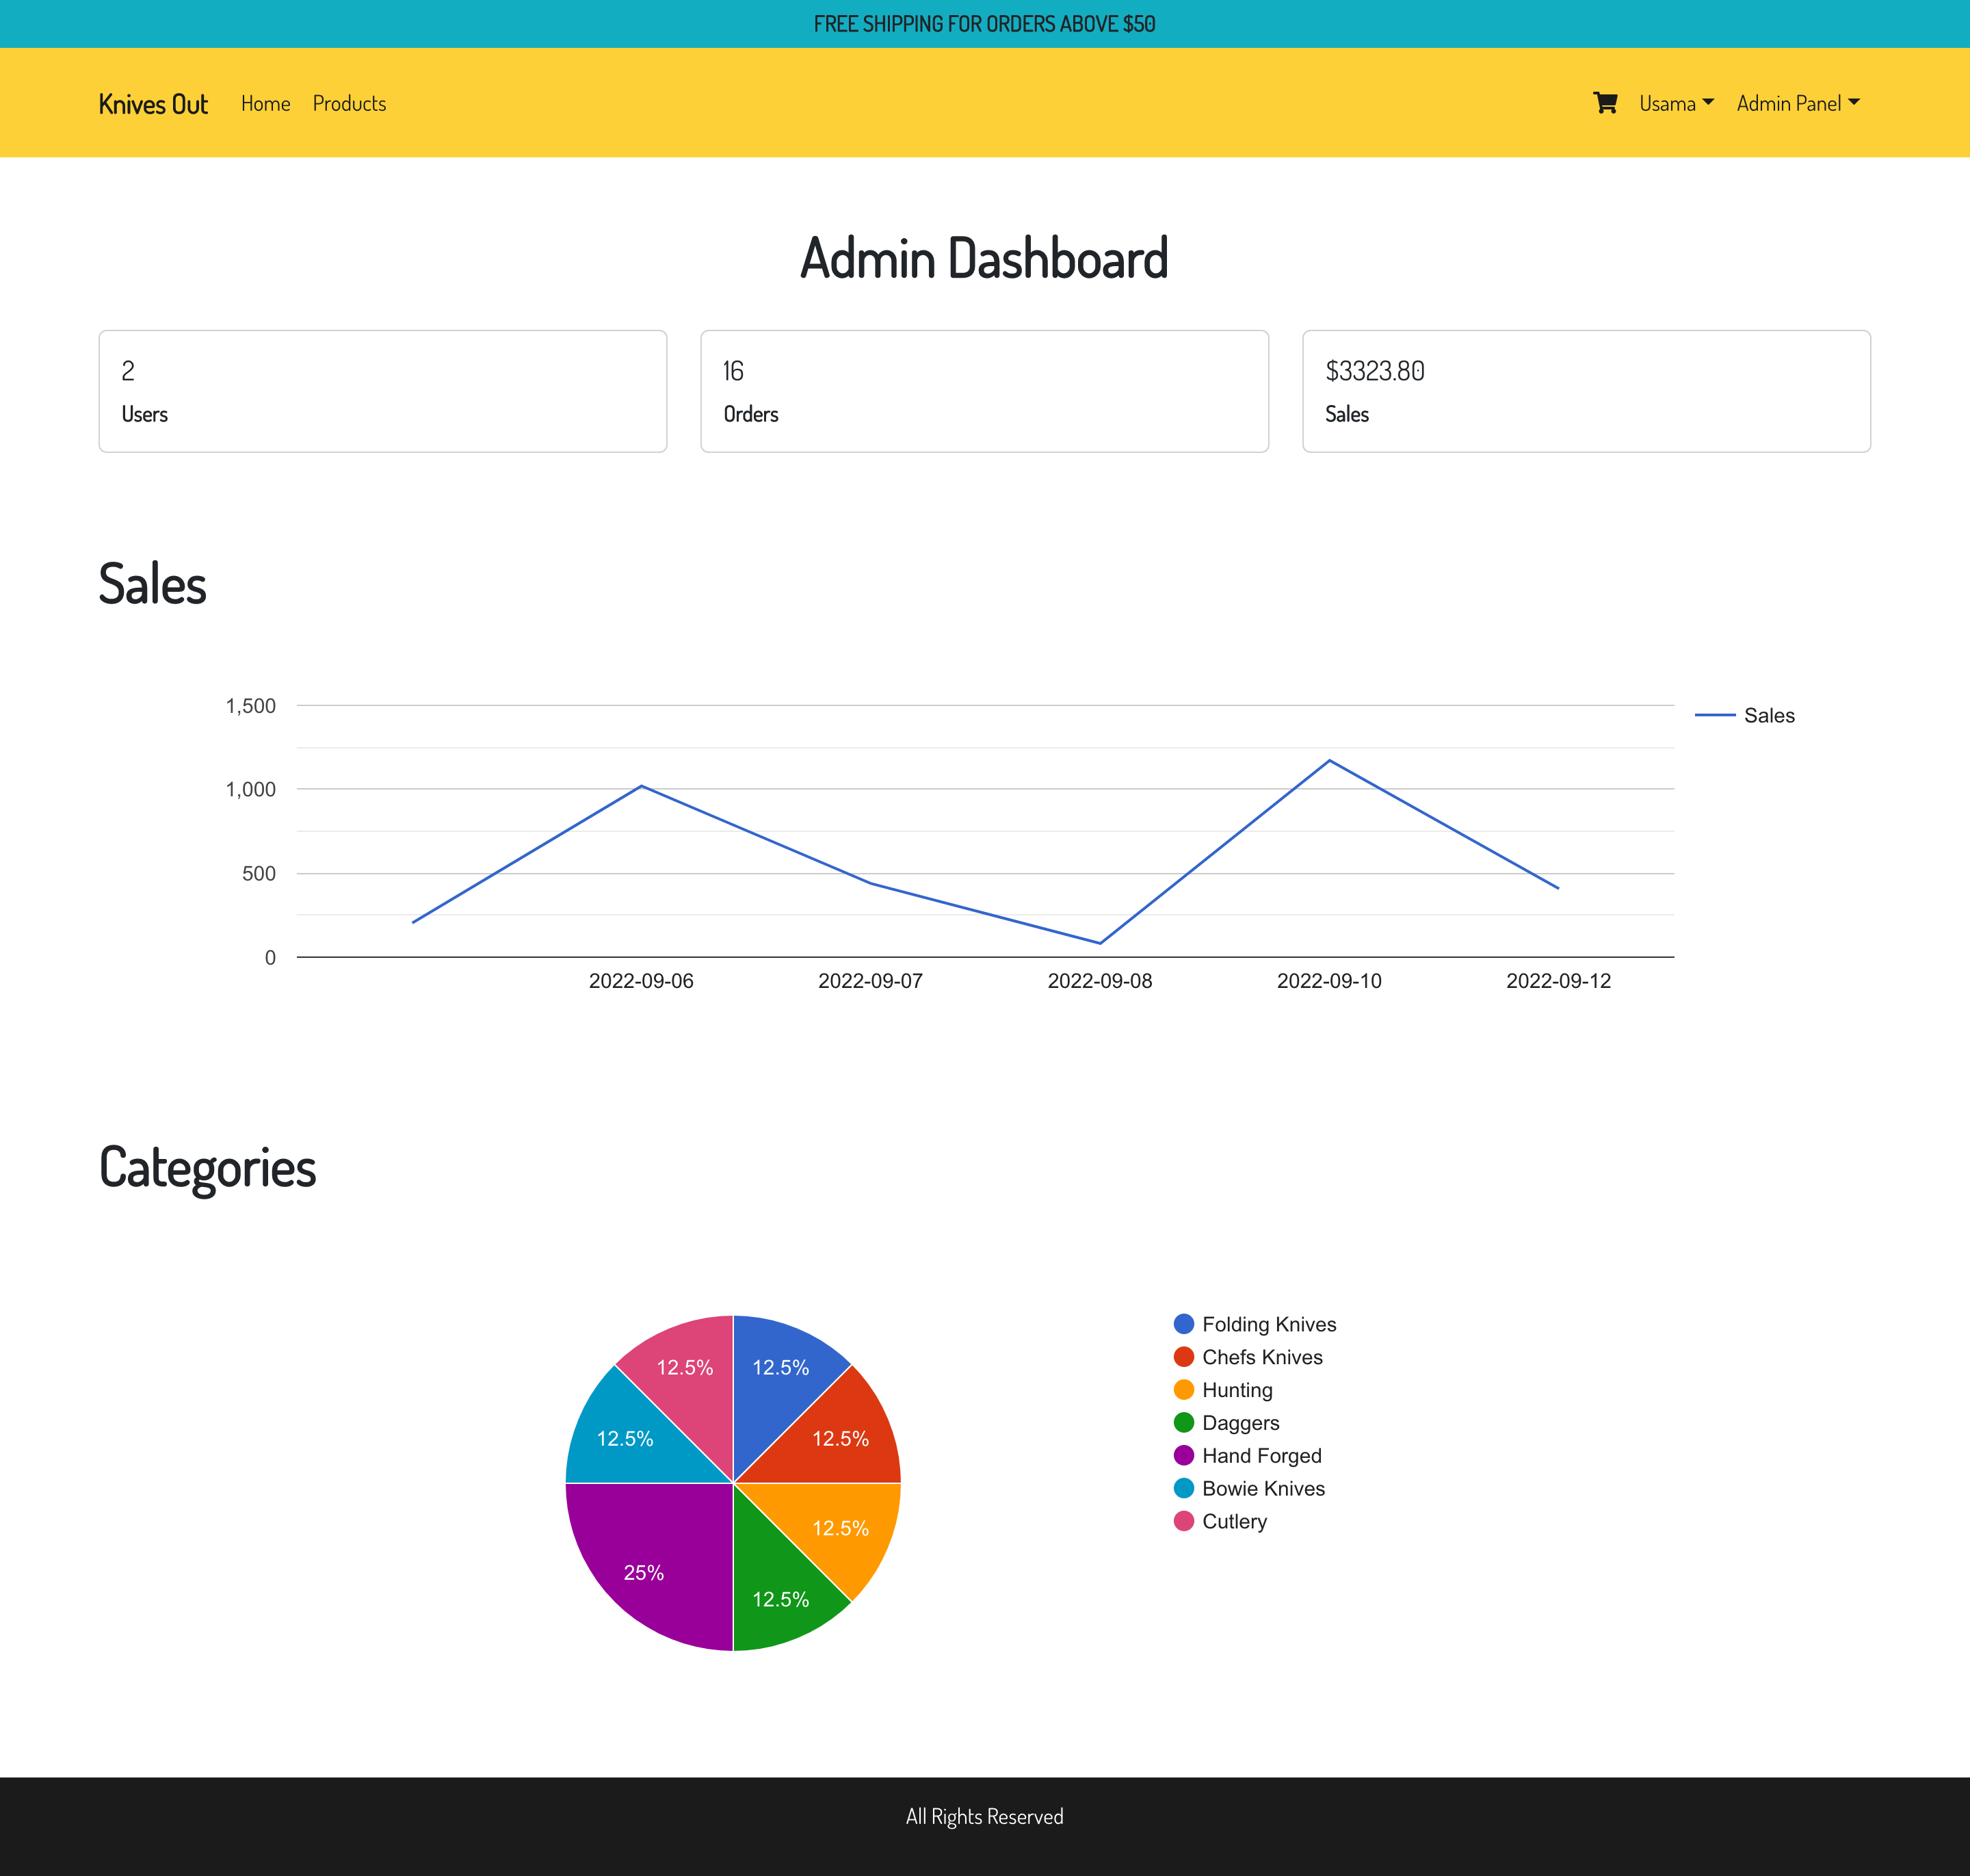 FREE SHIPPING FOR ORDERS ABOVE $50
Knives Out Home Products Usama Admin Panel
Admin Dashboard
2
Users
16
Orders
$3323.80
Sales
Sales
1,500
1,000
500
0
Sales
2022-09-06 2022-09-07 2022-09-08 2022-09-10 2022-09-12
Categories
12.5% 12.5%
12.5% 12.5%
12.5%
25%
12.5%
Folding Knives
Chefs Knives
Hunting
Daggers
Hand Forged
Bowie Knives
Cutlery
All Rights Reserved